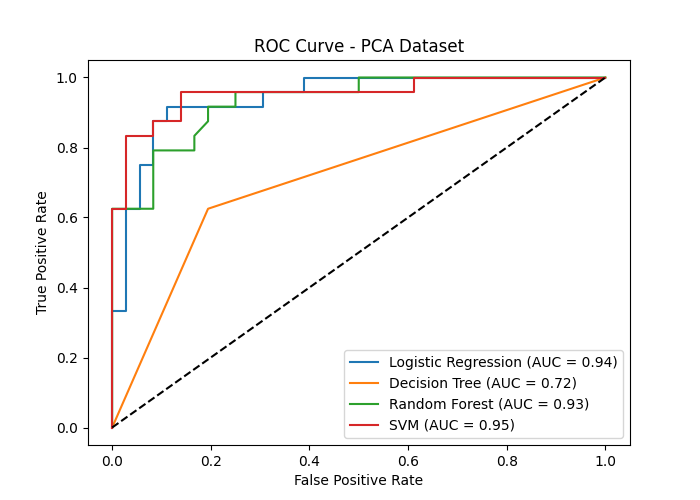 ROC Curve - PCA Dataset
True Positive Rate
1.0
0.8
0.6
0.4
0.2
0.0
0.0 0.2 0.4 0.6 0.8 1.0
False Positive Rate
Logistic Regression (AUC = 0.94)
Decision Tree (AUC = 0.72)
Random Forest (AUC = 0.93)
SVM (AUC = 0.95)